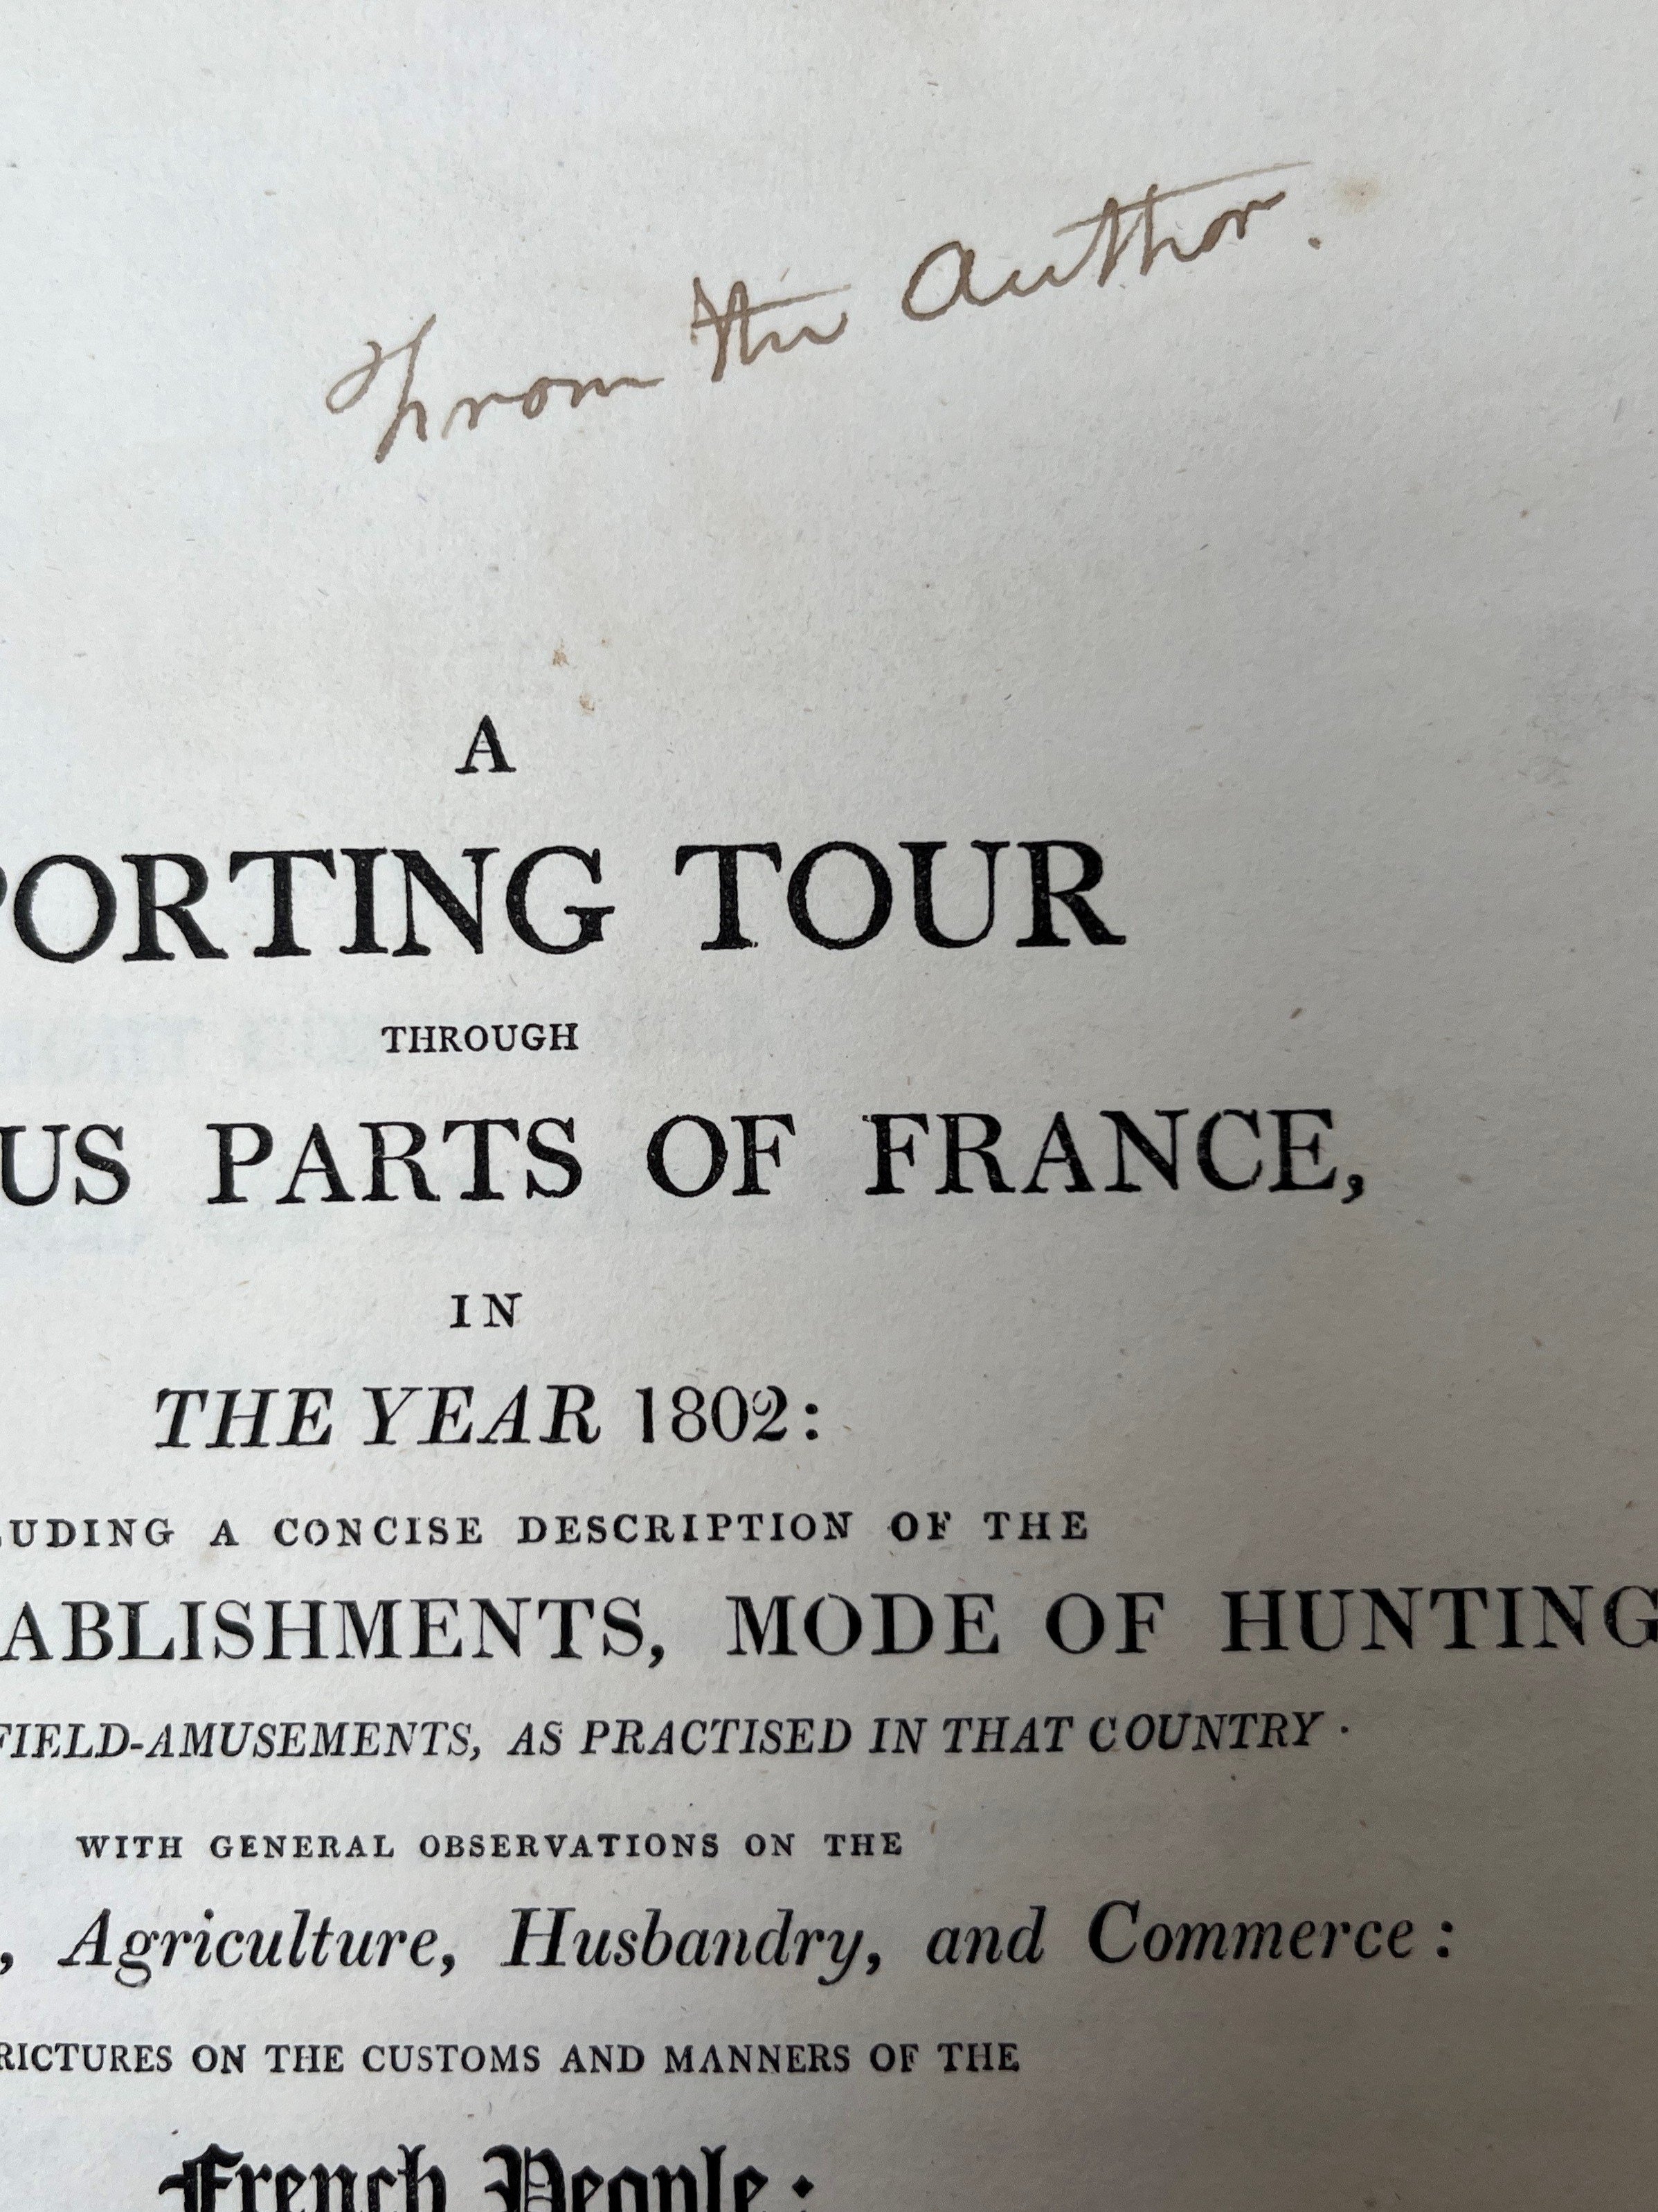 From the Author.
A
PORTING TOUR
THROUGH
US PARTS OF FRANCE,
IN
THE YEAR 1802:
LUDING A CONCISE DESCRIPTION OF THE
ABLISHMENTS, MODE OF HUNTING
FIELD-AMUSEMENTS, AS PRACTISED IN THAT COUNTRY·
WITH GENERAL OBSERVATIONS ON THE
, Agriculture, Husbandry, and Commerce:
RICTURES ON THE CUSTOMS AND MANNERS OF THE
French People: